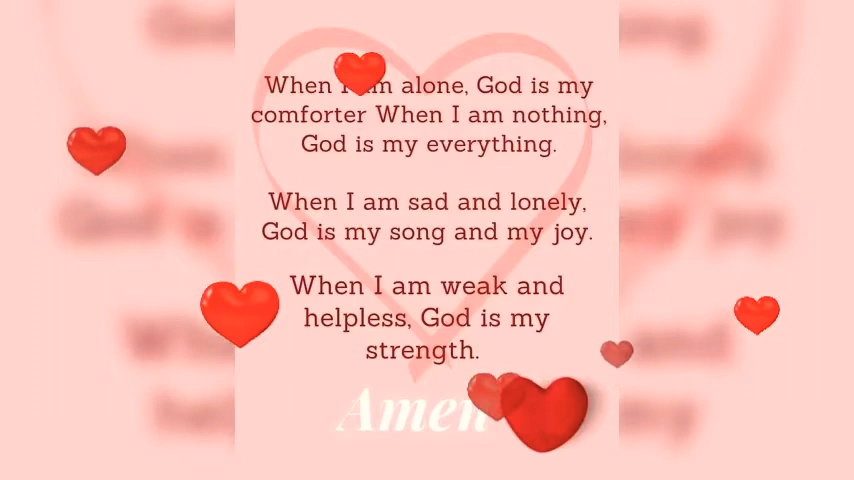 When I am alone, God is my
comforter When I am nothing,
God is my everything.
When I am sad and lonely,
God is my song and my joy.
When I am weak and
helpless, God is my
strength.
Amen